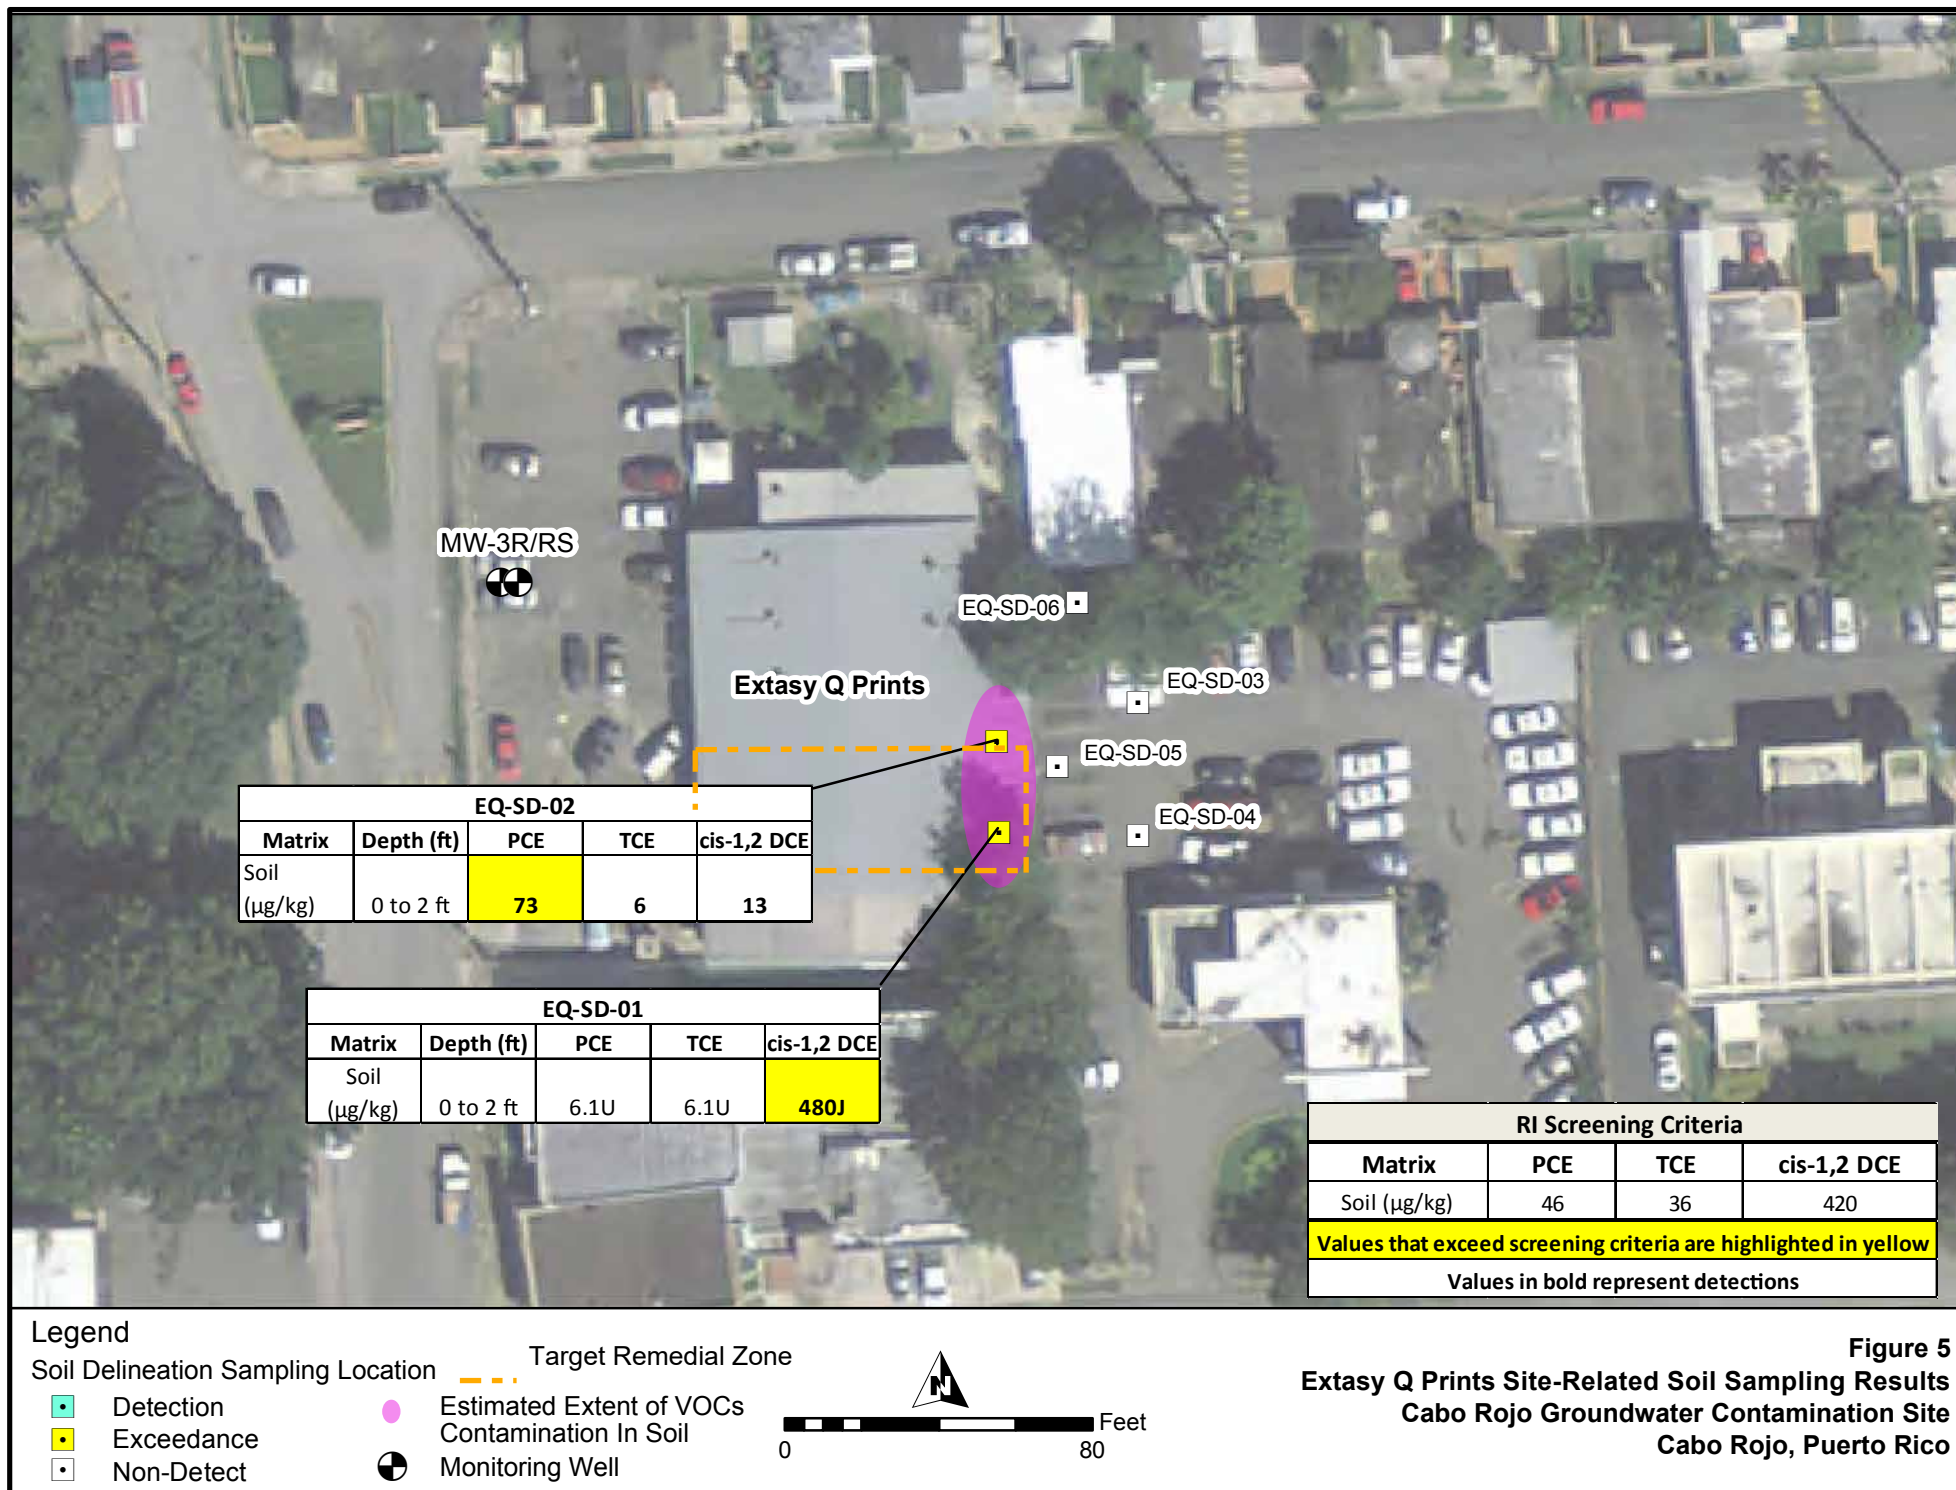 MW-3R/RS
EQ-SD-06
Extasy Q Prints
EQ-SD-03
EQ-SD-05
EQ-SD-04
EQ-SD-02
Matrix Depth (ft) PCE TCE cis-1,2 DCE
Soil
(µg/kg) 0 to 2 ft 73 6 13
EQ-SD-01
Matrix Depth (ft) PCE TCE cis-1,2 DCE
Soil
(µg/kg) 0 to 2 ft 6.1U 6.1U 480J
RI Screening Criteria
Matrix PCE TCE cis-1,2 DCE
Soil (µg/kg) 46 36 420
Values that exceed screening criteria are highlighted in yellow
Values in bold represent detections
Legend
Soil Delineation Sampling Location
Detection
Exceedance
Non-Detect
Target Remedial Zone
Estimated Extent of VOCs
Contamination In Soil
Monitoring Well
N
Feet
0 80
Figure 5
Extasy Q Prints Site-Related Soil Sampling Results
Cabo Rojo Groundwater Contamination Site
Cabo Rojo, Puerto Rico